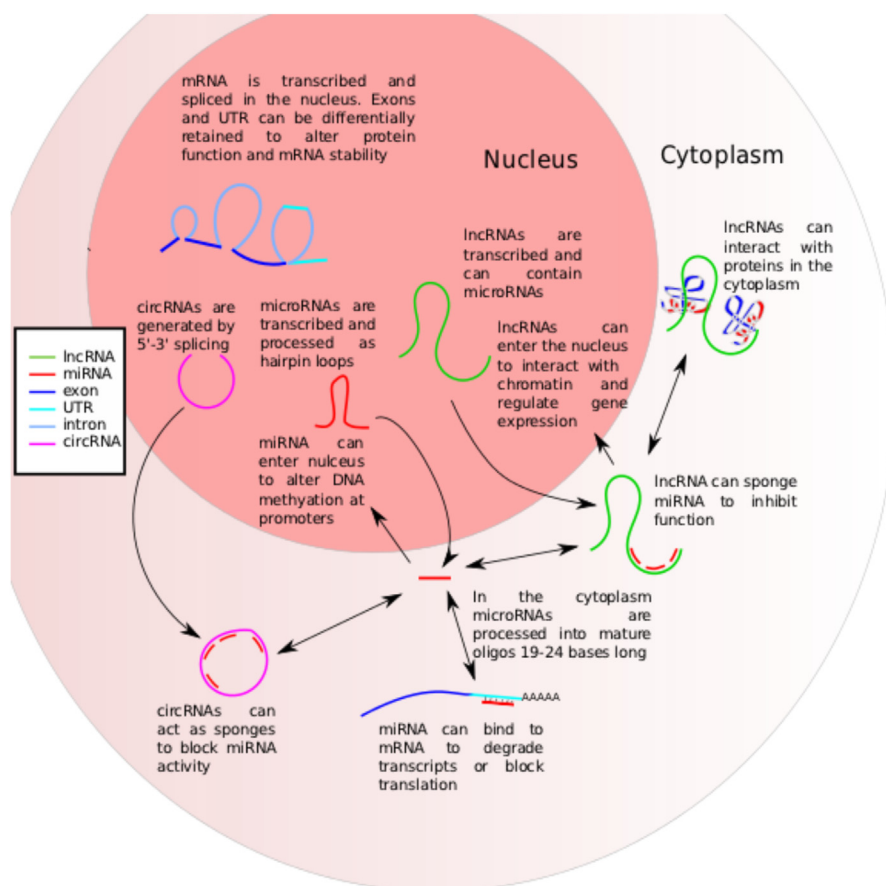 mRNA is transcribed and
spliced in the nucleus. Exons
and UTR can be differentially
retained to alter protein
function and mRNA stability
Nucleus
Cytoplasm
lncRNAs are
transcribed and
can contain
microRNAs
lncRNAs can
interact with
proteins in the
cytoplasm
circRNAs are
generated by
5'-3' splicing
microRNAs are
transcribed and
processed as
hairpin loops
lncRNAs can
enter the nucleus
to interact with
chromatin and
regulate gene
expression
lncRNA
miRNA
exon
UTR
intron
circRNA
miRNA can
enter nulceus
to alter DNA
methyation at
promoters
lncRNA can sponge
miRNA to inhibit
function
In the cytoplasm
microRNAs are
processed into mature
oligos 19-24 bases long
AAAAA
circRNAs can
act as sponges
to block miRNA
activity
miRNA can bind to
mRNA to degrade
transcripts or block
translation